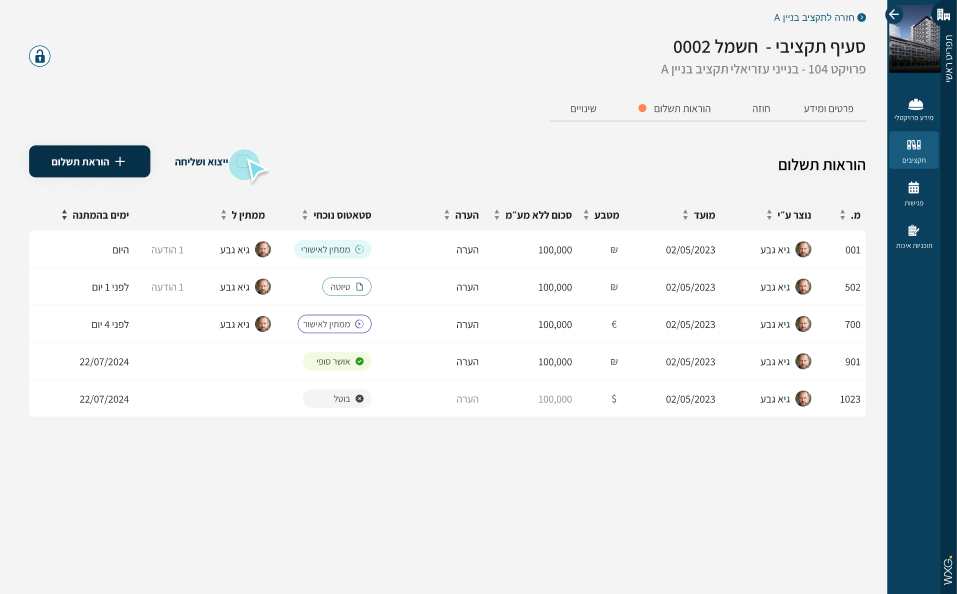 תפריט ראשי
מידע פרויקטלי
תקציבים
פגישות
תוכניות איכות
WXG.
חזרה לתקציב בניין A
סעיף תקציבי - חשמל 0002
פרויקט 104 - בנייני עזריאלי תקציב בניין A
פרטים ומידע חוזה הוראות תשלום שינויים
הוראות תשלום
ייצוא ושליחה
הוראת תשלום
מ. נוצר ע״י מועד מטבע סכום ללא מע״מ הערה סטאטוס נוכחי ממתין ל ימים בהמתנה
001 גיא גבע 02/05/2023 ₪ 100,000 הערה ממתין לאישורי גיא גבע 1 הודעה היום
502 גיא גבע 02/05/2023 ₪ 100,000 הערה טיוטה גיא גבע 1 הודעה לפני 1 יום
700 גיא גבע 02/05/2023 € 100,000 הערה ממתין לאישור גיא גבע לפני 4 יום
901 גיא גבע 02/05/2023 ₪ 100,000 הערה אושר סופי 22/07/2024
1023 גיא גבע 02/05/2023 $ 100,000 הערה בוטל 22/07/2024